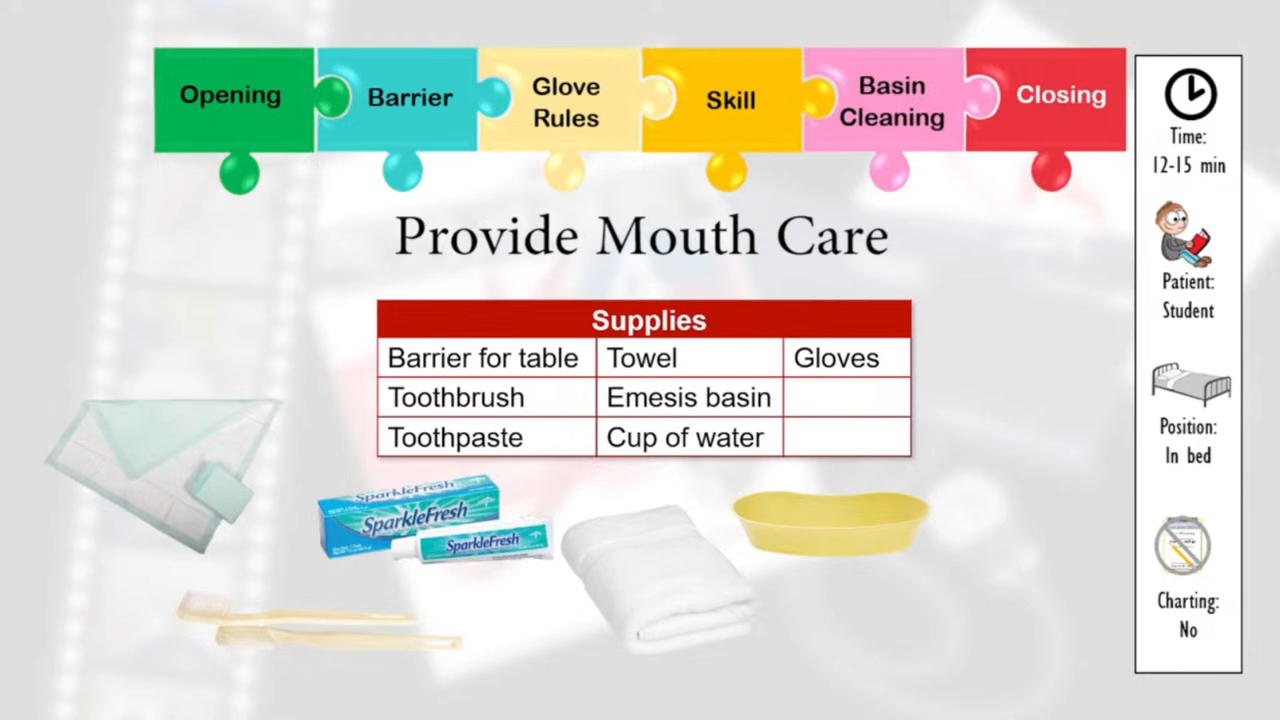 Opening
Barrier
Glove
Rules
Skill
Basin
Cleaning
Closing
Provide Mouth Care
Supplies
Barrier for table Towel Gloves
Toothbrush Emesis basin
Toothpaste Cup of water
SparkleFresh
SparkleFresh
SparkleFresh
Time:
12-15 min
Patient:
Student
Position:
In bed
Charting:
No